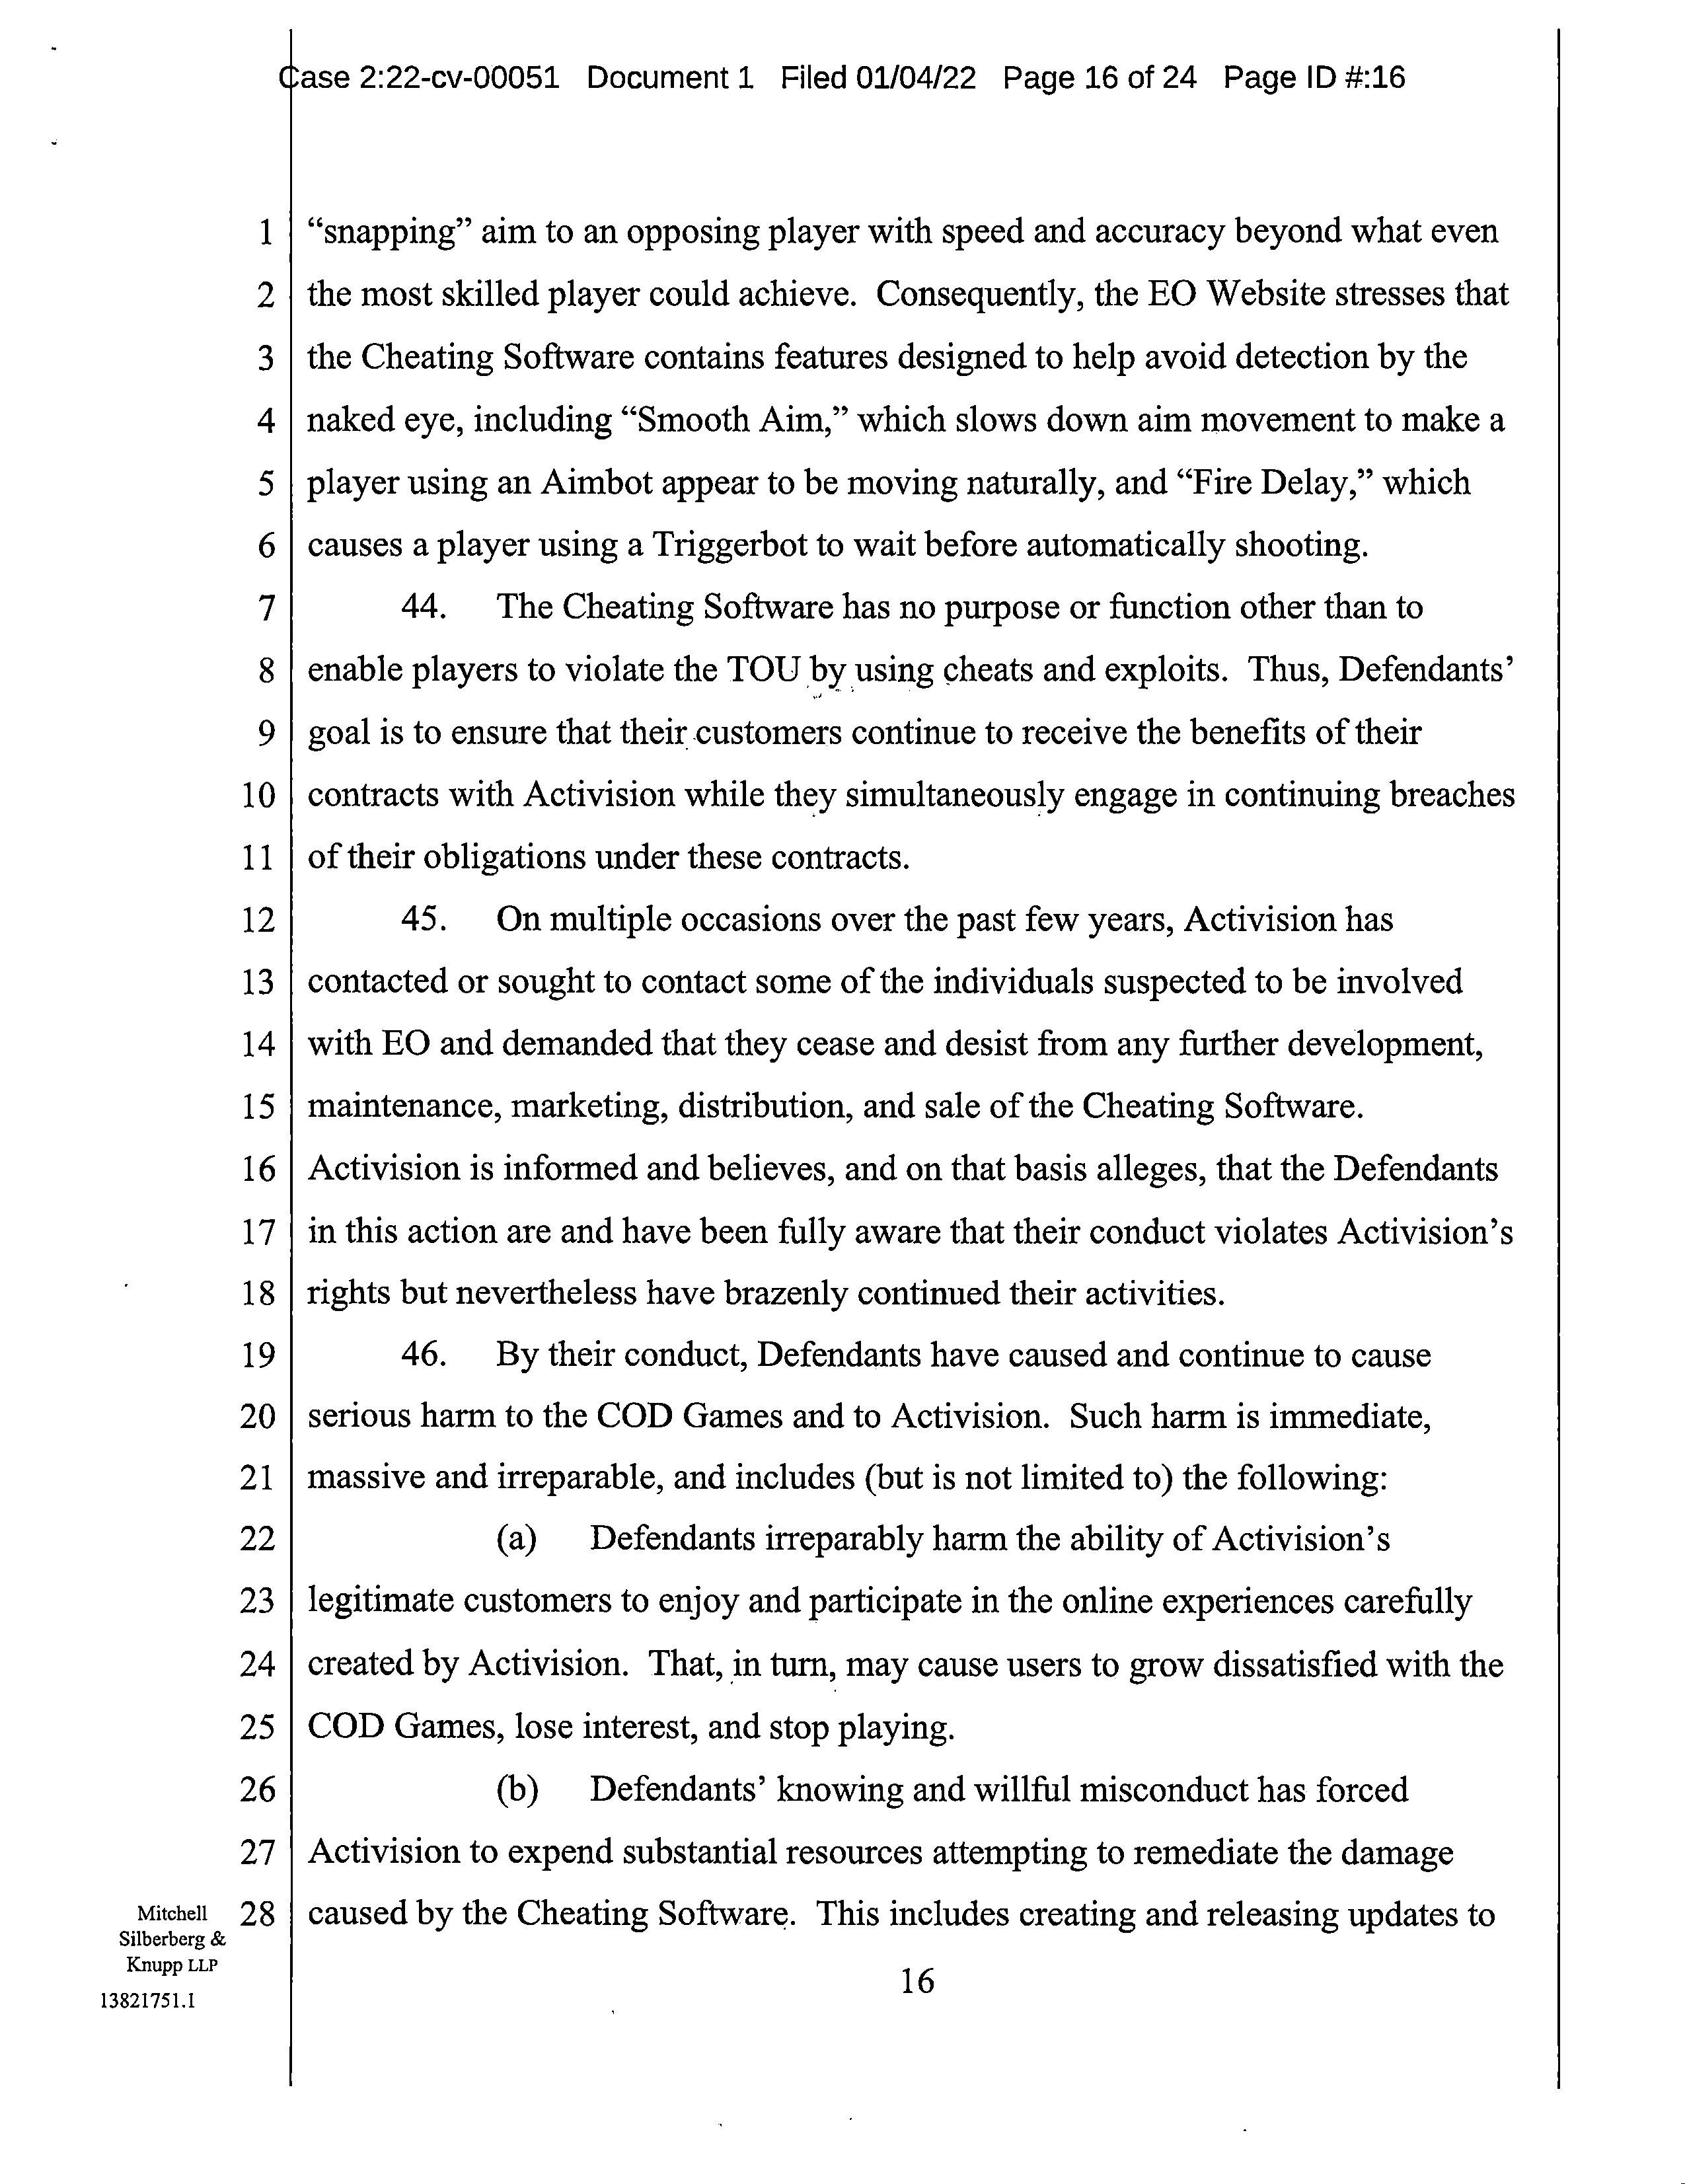 Case 2:22-cv-00051 Document 1 Filed 01/04/22 Page 16 of 24 Page ID #:16
1 “snapping” aim to an opposing player with speed and accuracy beyond what even
2 the most skilled player could achieve. Consequently, the EO Website stresses that
3 the Cheating Software contains features designed to help avoid detection by the
4 naked eye, including “Smooth Aim,” which slows down aim movement to make a
5 player using an Aimbot appear to be moving naturally, and “Fire Delay,” which
6 causes a player using a Triggerbot to wait before automatically shooting.
7 44. The Cheating Software has no purpose or function other than to
8 enable players to violate the TOU by using cheats and exploits. Thus, Defendants’
9 goal is to ensure that their customers continue to receive the benefits of their
10 contracts with Activision while they simultaneously engage in continuing breaches
11 of their obligations under these contracts.
12 45. On multiple occasions over the past few years, Activision has
13 contacted or sought to contact some of the individuals suspected to be involved
14 with EO and demanded that they cease and desist from any further development,
15 maintenance, marketing, distribution, and sale of the Cheating Software.
16 Activision is informed and believes, and on that basis alleges, that the Defendants
17 in this action are and have been fully aware that their conduct violates Activision’s
18 rights but nevertheless have brazenly continued their activities.
19 46. By their conduct, Defendants have caused and continue to cause
20 serious harm to the COD Games and to Activision. Such harm is immediate,
21 massive and irreparable, and includes (but is not limited to) the following:
22 (a) Defendants irreparably harm the ability of Activision’s
23 legitimate customers to enjoy and participate in the online experiences carefully
24 created by Activision. That, in turn, may cause users to grow dissatisfied with the
25 COD Games, lose interest, and stop playing.
26 (b) Defendants’ knowing and willful misconduct has forced
27 Activision to expend substantial resources attempting to remediate the damage
28 caused by the Cheating Software. This includes creating and releasing updates to
Mitchell
Silberberg &
Knupp LLP
13821751.1
16